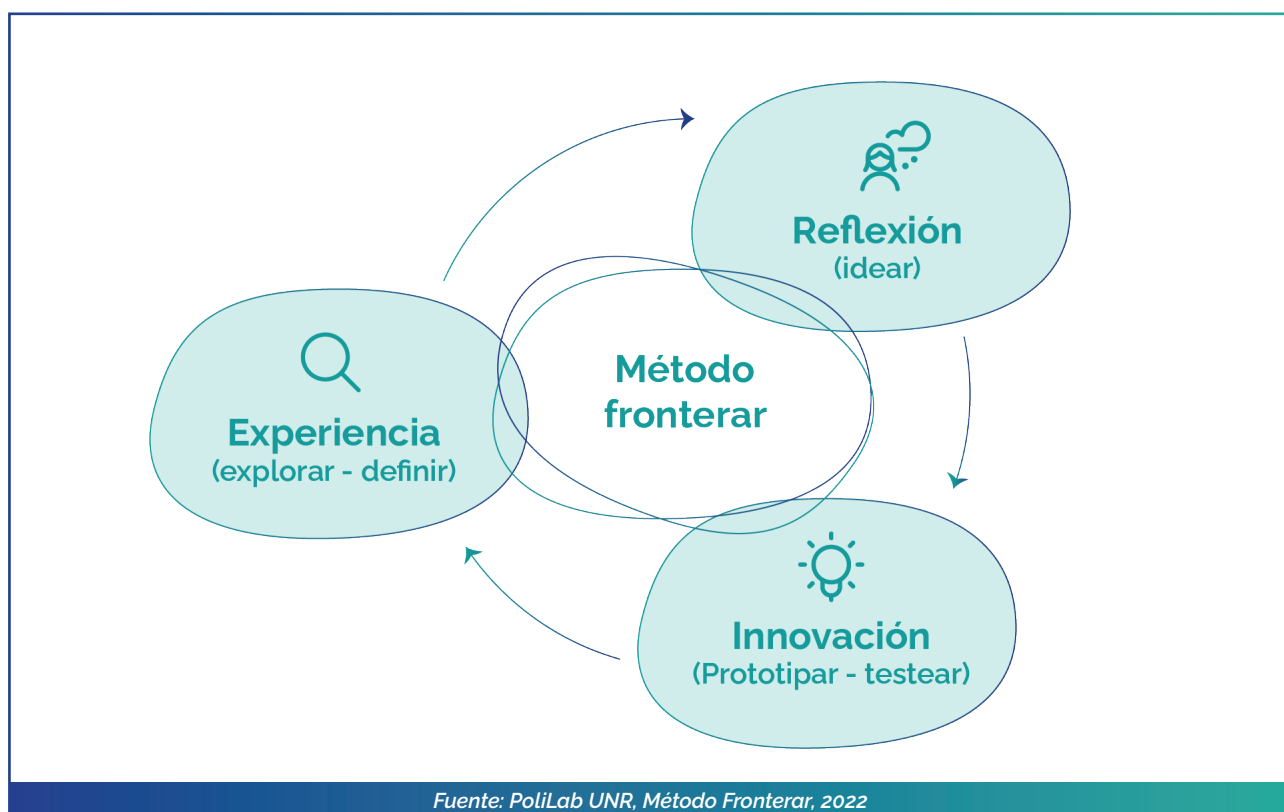 Reflexión
(idear)
Método
fronterar
Experiencia
(explorar - definir)
Innovación
(Prototipar - testear)
Fuente: PoliLab UNR, Método Fronterar, 2022